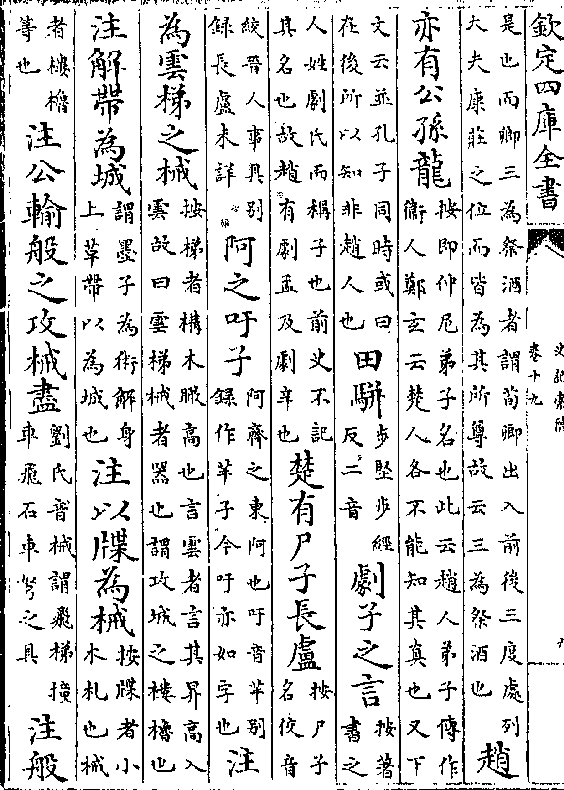 欽定四庫全書
史記索隱
卷十九
是也而卿三為祭酒者謂荀卿出入前後三度處列大夫康莊之位而皆為其所尊故云三為祭酒也趙
亦有公孫龍按即仲尼弟子名也此云趙人弟子傳作衞人鄭玄云楚人各不能知其真也又下
文云並孔子同時或曰在後所以知非趙人也田駢步堅步經反二音劇子之言按著書之
人姓劇氏而稱子也前史不記其名也故趙有劇孟及劇辛也楚有尸子長盧按尸子名佼音
絞晉人事具别録長盧未詳阿之吁子阿齊之東阿也吁音芋别録作芋子今吁亦如字也注
為雲梯之械按梯者構木瞰高也言雲者言其昇高入雲故曰雲梯械者器也謂攻城之樓櫓也
注解帶為城謂墨子為術解身上革帶以為城也注以牒為械按牒者小木札也械
者樓櫓等也注公輸般之攻械盡劉氏音械謂飛梯撞車飛石車弩之具注般